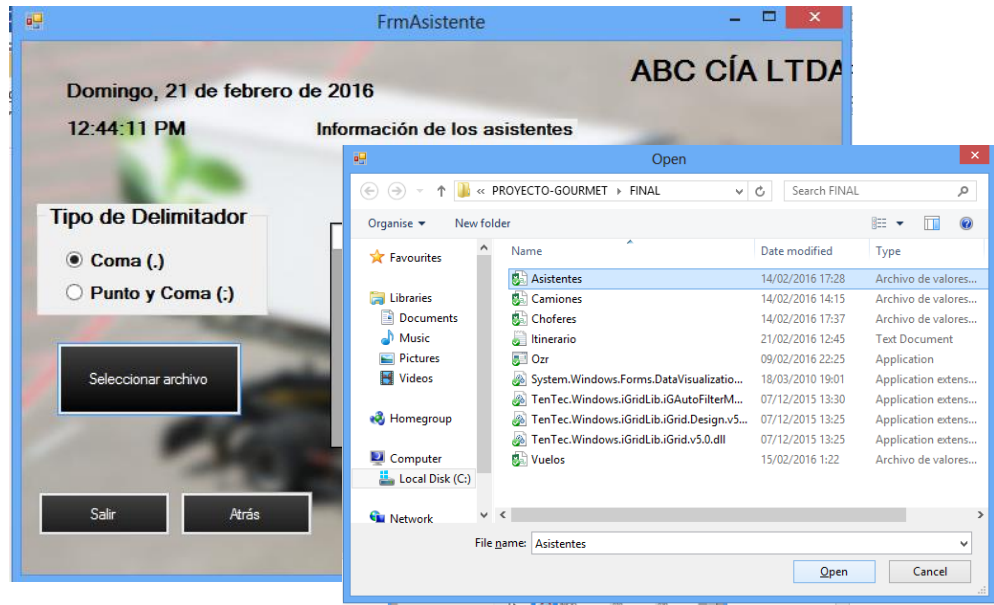 FrmAsistente
ABC CÍA LTDA
Domingo, 21 de febrero de 2016
12:44:11 PM
Información de los asistentes
Tipo de Delimitador
Coma (.)
Punto y Coma (:)
Seleccionar archivo
Salir
Atrás
Open
« PROYECTO-GOURMET ▸ FINAL
Search FINAL
Organise
New folder
Favourites
Libraries
Documents
Music
Pictures
Videos
Homegroup
Computer
Local Disk (C:)
Network
Name Date modified Type
Asistentes 14/02/2016 17:28 Archivo de valores...
Camiones 14/02/2016 14:15 Archivo de valores...
Choferes 14/02/2016 17:37 Archivo de valores...
Itinerario 21/02/2016 12:45 Text Document
Ozr 09/02/2016 22:25 Application
System.Windows.Forms.DataVisualizatio... 18/03/2010 19:01 Application extens...
TenTec.Windows.iGridLib.iGAutoFilterM... 07/12/2015 13:30 Application extens...
TenTec.Windows.iGridLib.iGrid.Design.v5... 07/12/2015 13:25 Application extens...
TenTec.Windows.iGridLib.iGrid.v5.0.dll 07/12/2015 13:25 Application extens...
Vuelos 15/02/2016 1:22 Archivo de valores...
File name: Asistentes
Open
Cancel